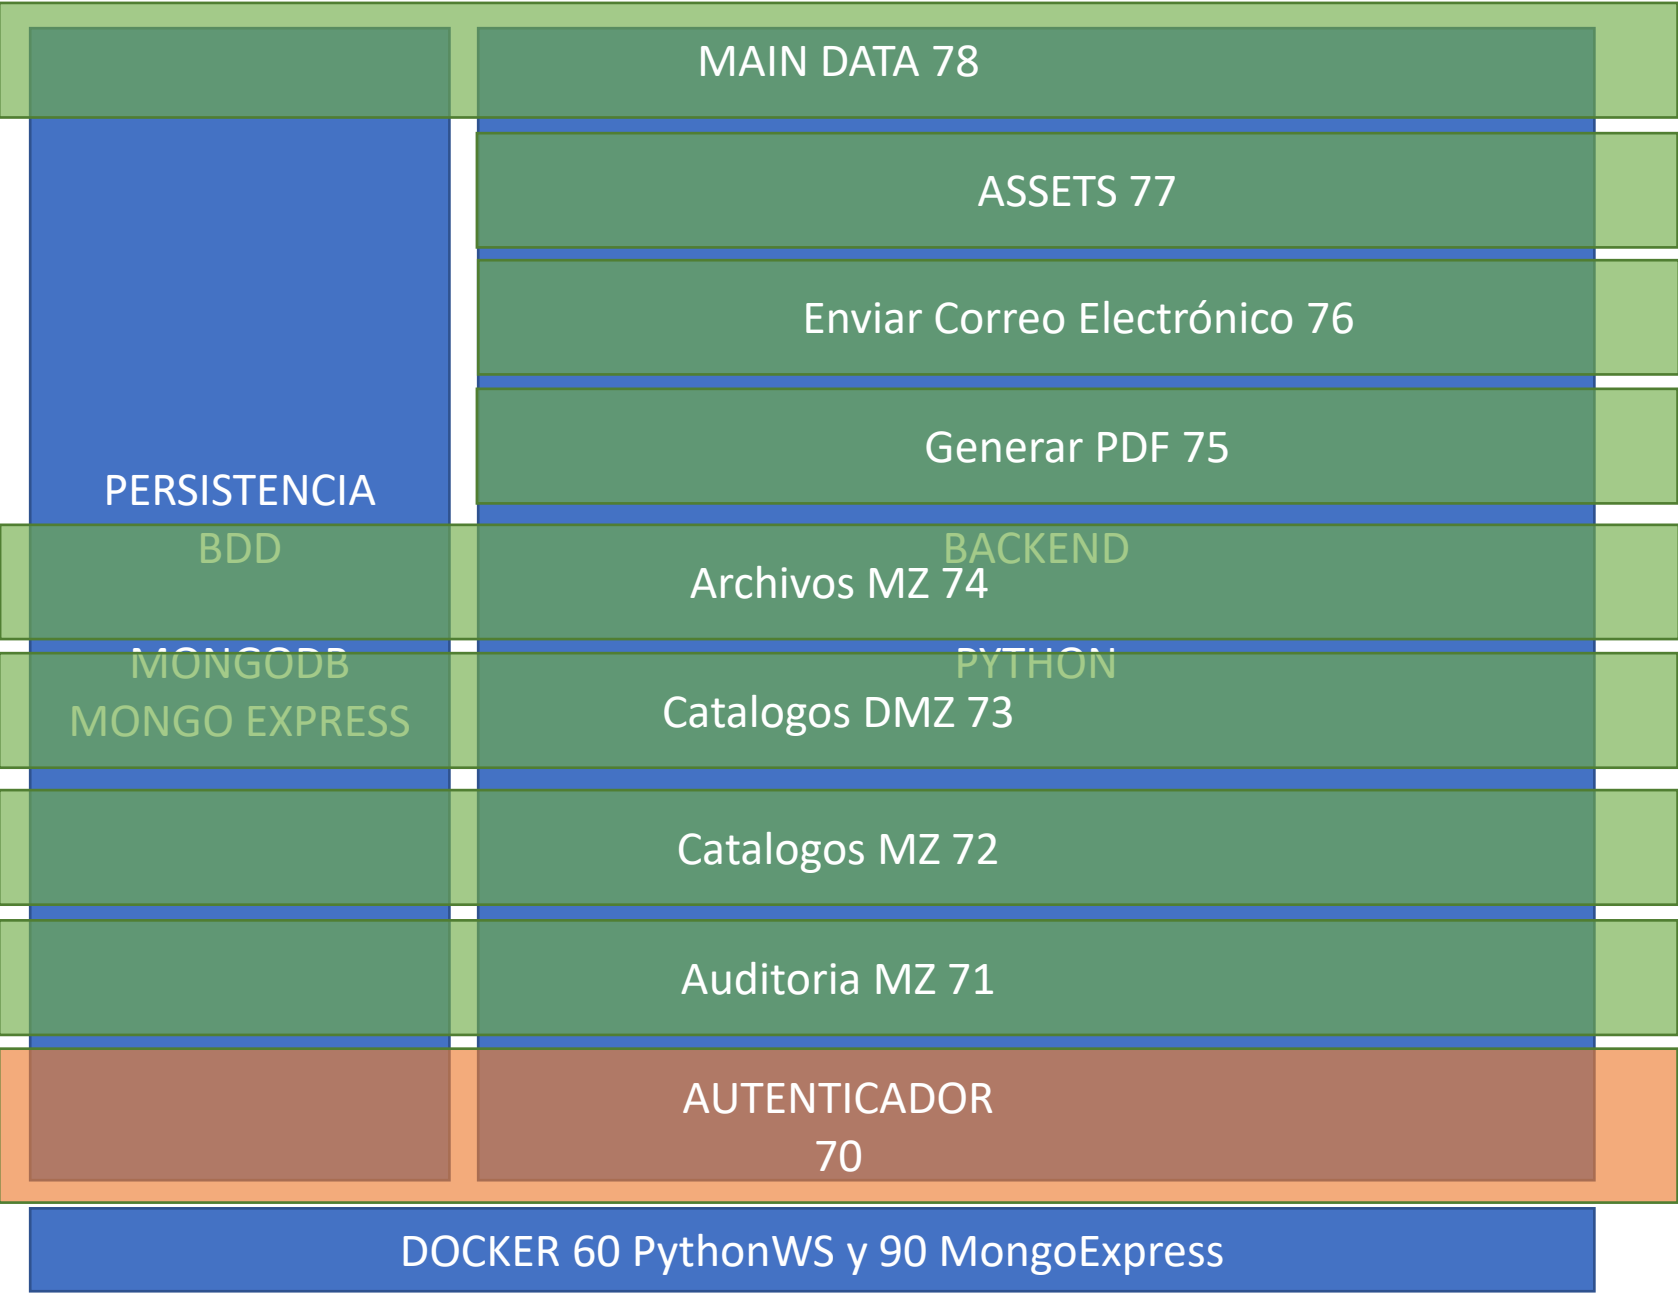 MAIN DATA 78
ASSETS 77
Enviar Correo Electrónico 76
Generar PDF 75
PERSISTENCIA
BDD
BACKEND
Archivos MZ 74
MONGODB
PYTHON
MONGO EXPRESS
Catalogos DMZ 73
Catalogos MZ 72
Auditoria MZ 71
AUTENTICADOR
70
DOCKER 60 PythonWS y 90 MongoExpress